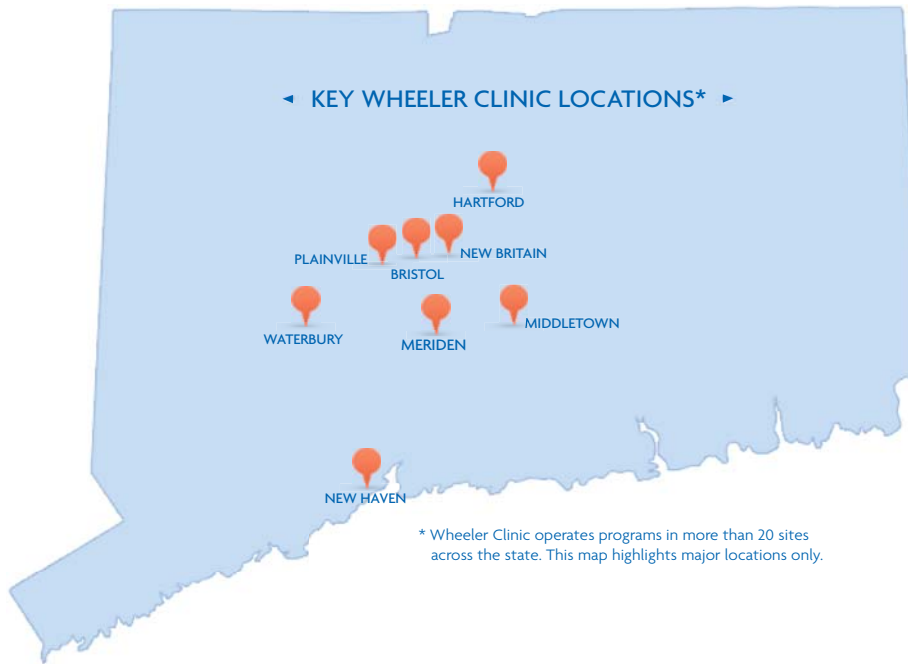 ◄ KEY WHEELER CLINIC LOCATIONS* ►
HARTFORD
PLAINVILLE
BRISTOL
NEW BRITAIN
WATERBURY
MERIDEN
MIDDLETOWN
NEW HAVEN
* Wheeler Clinic operates programs in more than 20 sites
across the state. This map highlights major locations only.